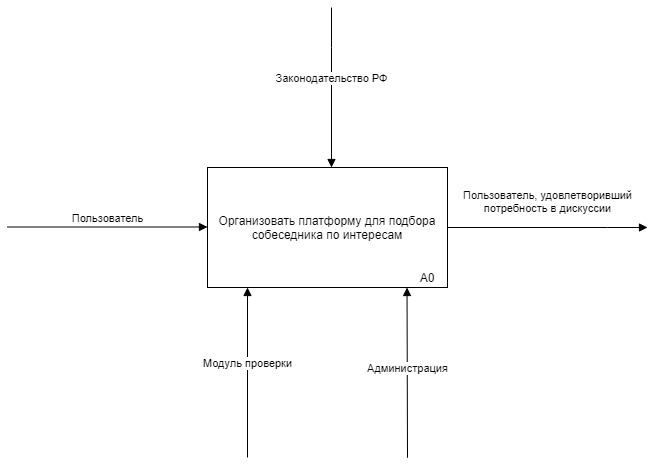 Законодательство РФ
Пользователь
Организовать платформу для подбора
собеседника по интересам
A0
Пользователь, удовлетворивший
потребность в дискуссии
Модуль проверки
Администрация